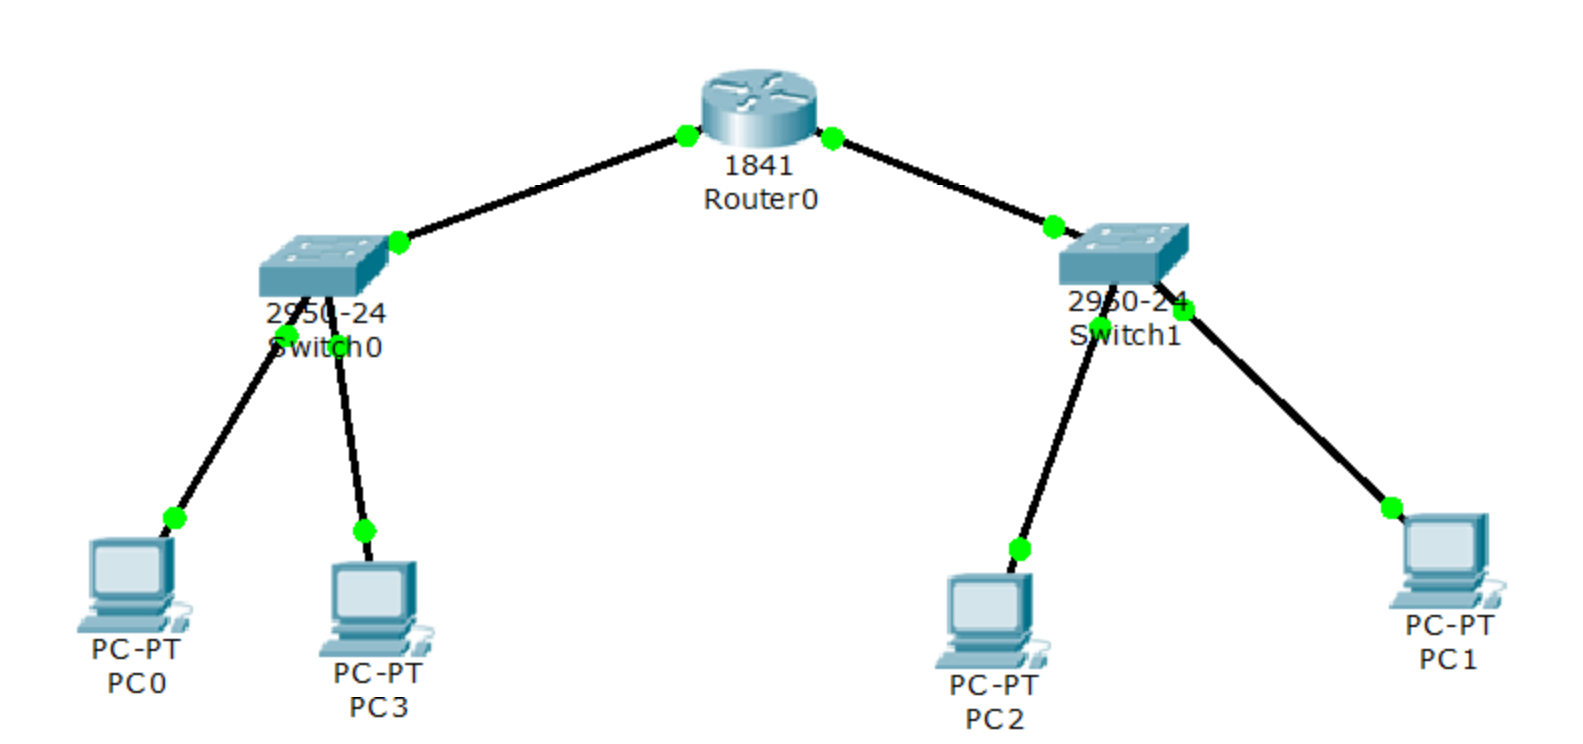 1841
Router0
2950-24
Switch0
2950-24
Switch1
PC-PT
PC0
PC-PT
PC3
PC-PT
PC2
PC-PT
PC1